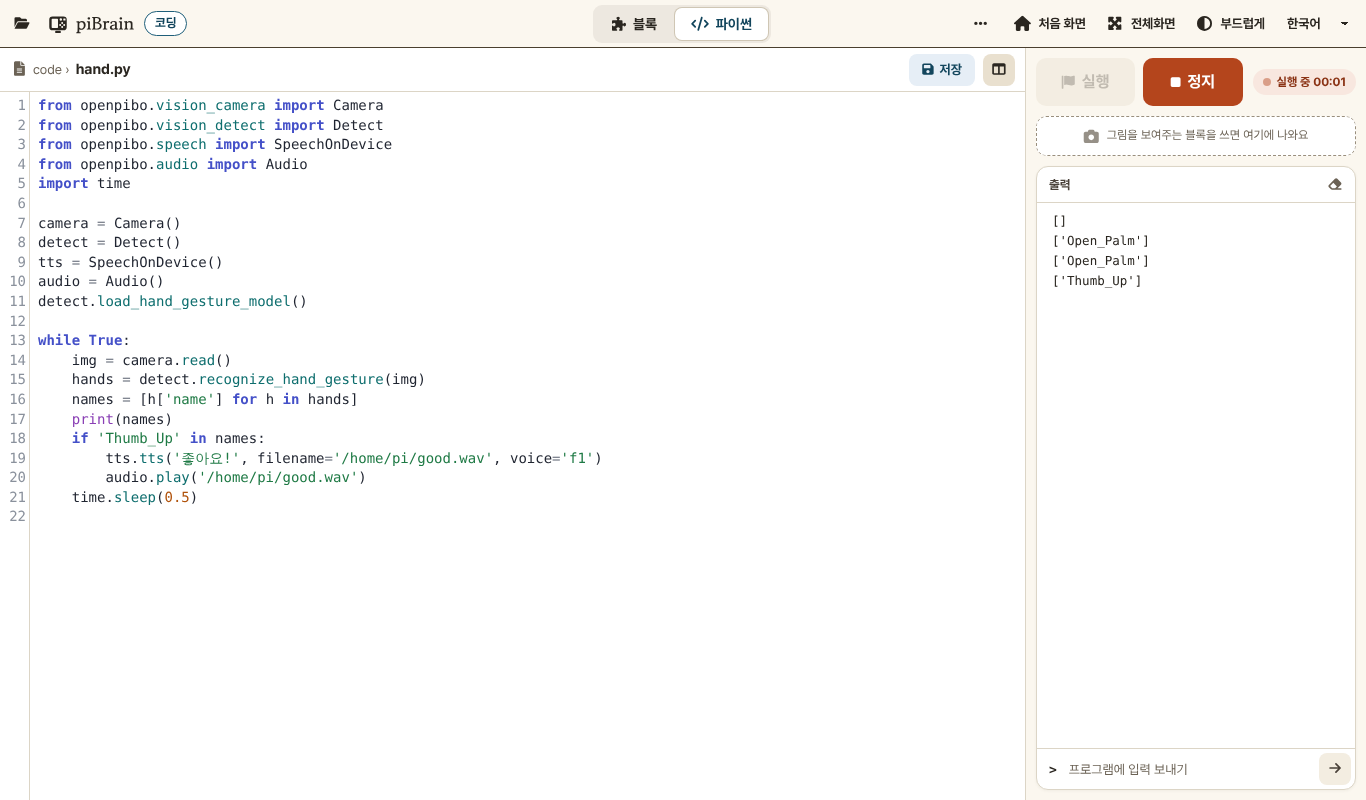 piBrain 코딩 블록 파이썬 ··· 처음 화면 전체화면 부드럽게 한국어
code › hand.py 저장
실행 정지 실행 중 00:01
1 from openpibo.vision_camera import Camera
2 from openpibo.vision_detect import Detect
3 from openpibo.speech import SpeechOnDevice
4 from openpibo.audio import Audio
5 import time
6
7 camera = Camera()
8 detect = Detect()
9 tts = SpeechOnDevice()
10 audio = Audio()
11 detect.load_hand_gesture_model()
12
13 while True:
14     img = camera.read()
15     hands = detect.recognize_hand_gesture(img)
16     names = [h['name'] for h in hands]
17     print(names)
18     if 'Thumb_Up' in names:
19         tts.tts('좋아요!', filename='/home/pi/good.wav', voice='f1')
20         audio.play('/home/pi/good.wav')
21     time.sleep(0.5)
22
그림을 보여주는 블록을 쓰면 여기에 나와요
출력
[]
['Open_Palm']
['Open_Palm']
['Thumb_Up']
> 프로그램에 입력 보내기